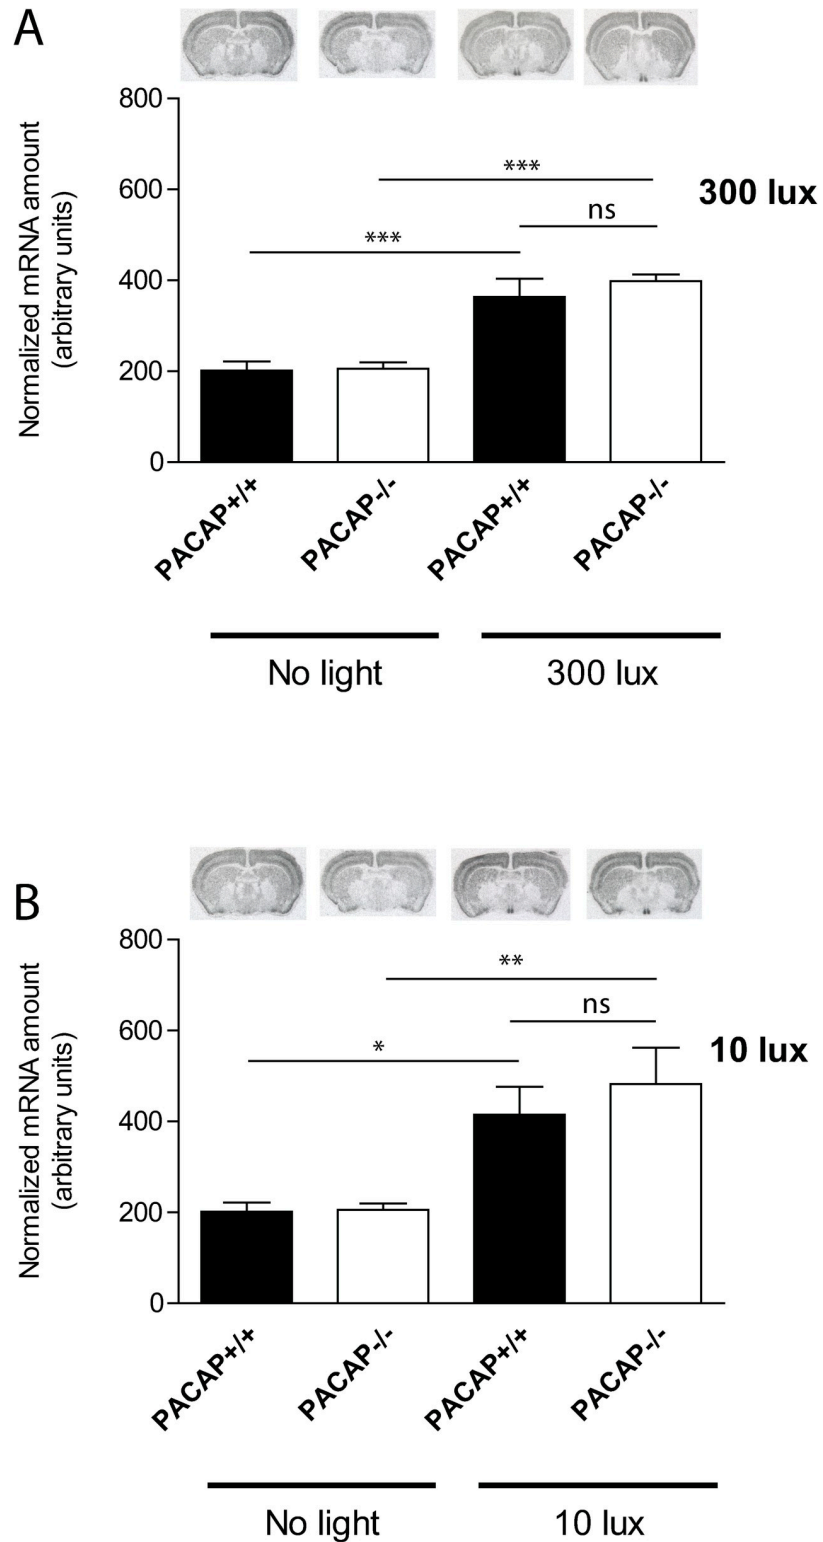 A
Normalized mRNA amount
(arbitrary units)
800
600
400
200
0
***
ns
***
300 lux
PACAP+/+
PACAP-/-
PACAP+/+
PACAP-/-
No light
300 lux
B
Normalized mRNA amount
(arbitrary units)
800
600
400
200
0
**
ns
*
10 lux
PACAP+/+
PACAP-/-
PACAP+/+
PACAP-/-
No light
10 lux